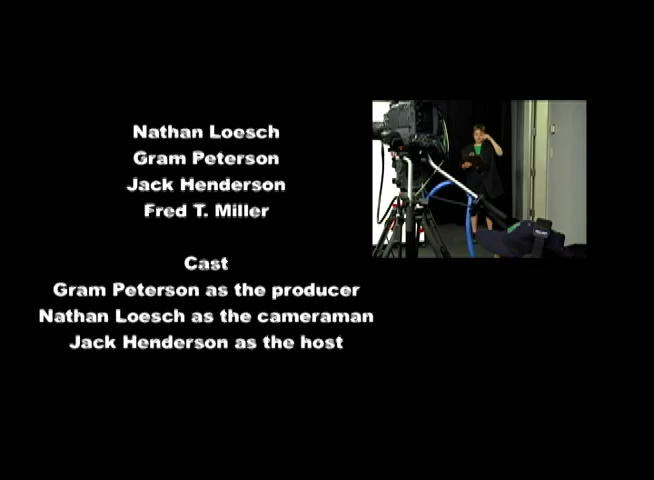 Nathan Loesch
Gram Peterson
Jack Henderson
Fred T. Miller
Cast
Gram Peterson as the producer
Nathan Loesch as the cameraman
Jack Henderson as the host